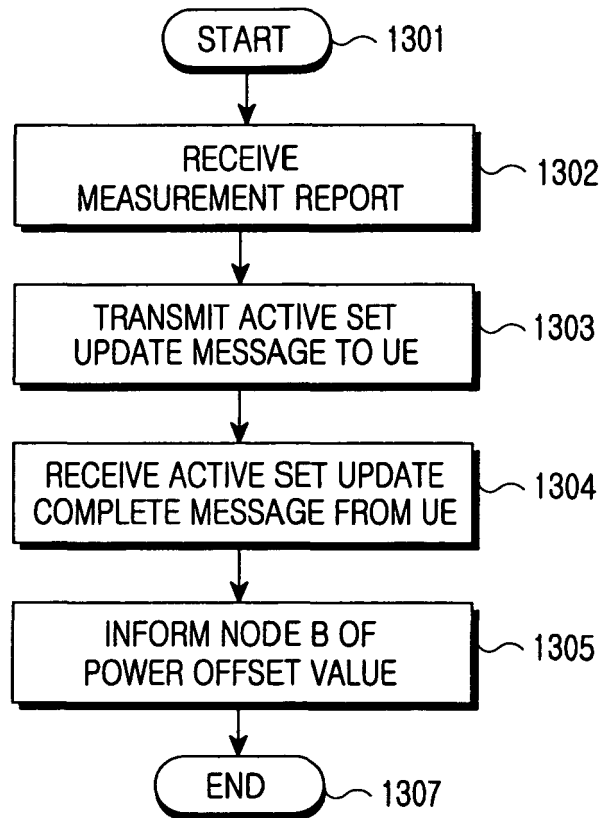 START
1301
RECEIVE
MEASUREMENT REPORT
1302
TRANSMIT ACTIVE SET
UPDATE MESSAGE TO UE
1303
RECEIVE ACTIVE SET UPDATE
COMPLETE MESSAGE FROM UE
1304
INFORM NODE B OF
POWER OFFSET VALUE
1305
END
1307